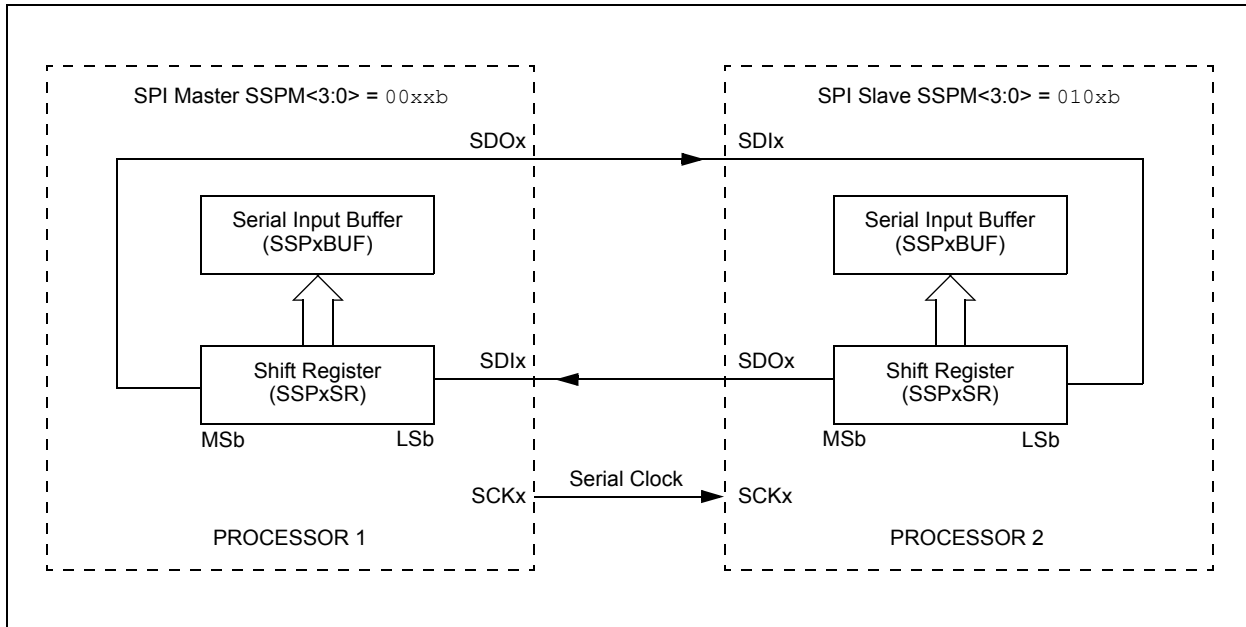 SPI Master SSPM<3:0> = 00xxb
SPI Slave SSPM<3:0> = 010xb
SDOx
SDIx
Serial Input Buffer
(SSPxBUF)
Serial Input Buffer
(SSPxBUF)
Shift Register
(SSPxSR)
SDIx
SDOx
Shift Register
(SSPxSR)
MSb
LSb
MSb
LSb
SCKx
Serial Clock
SCKx
PROCESSOR 1
PROCESSOR 2